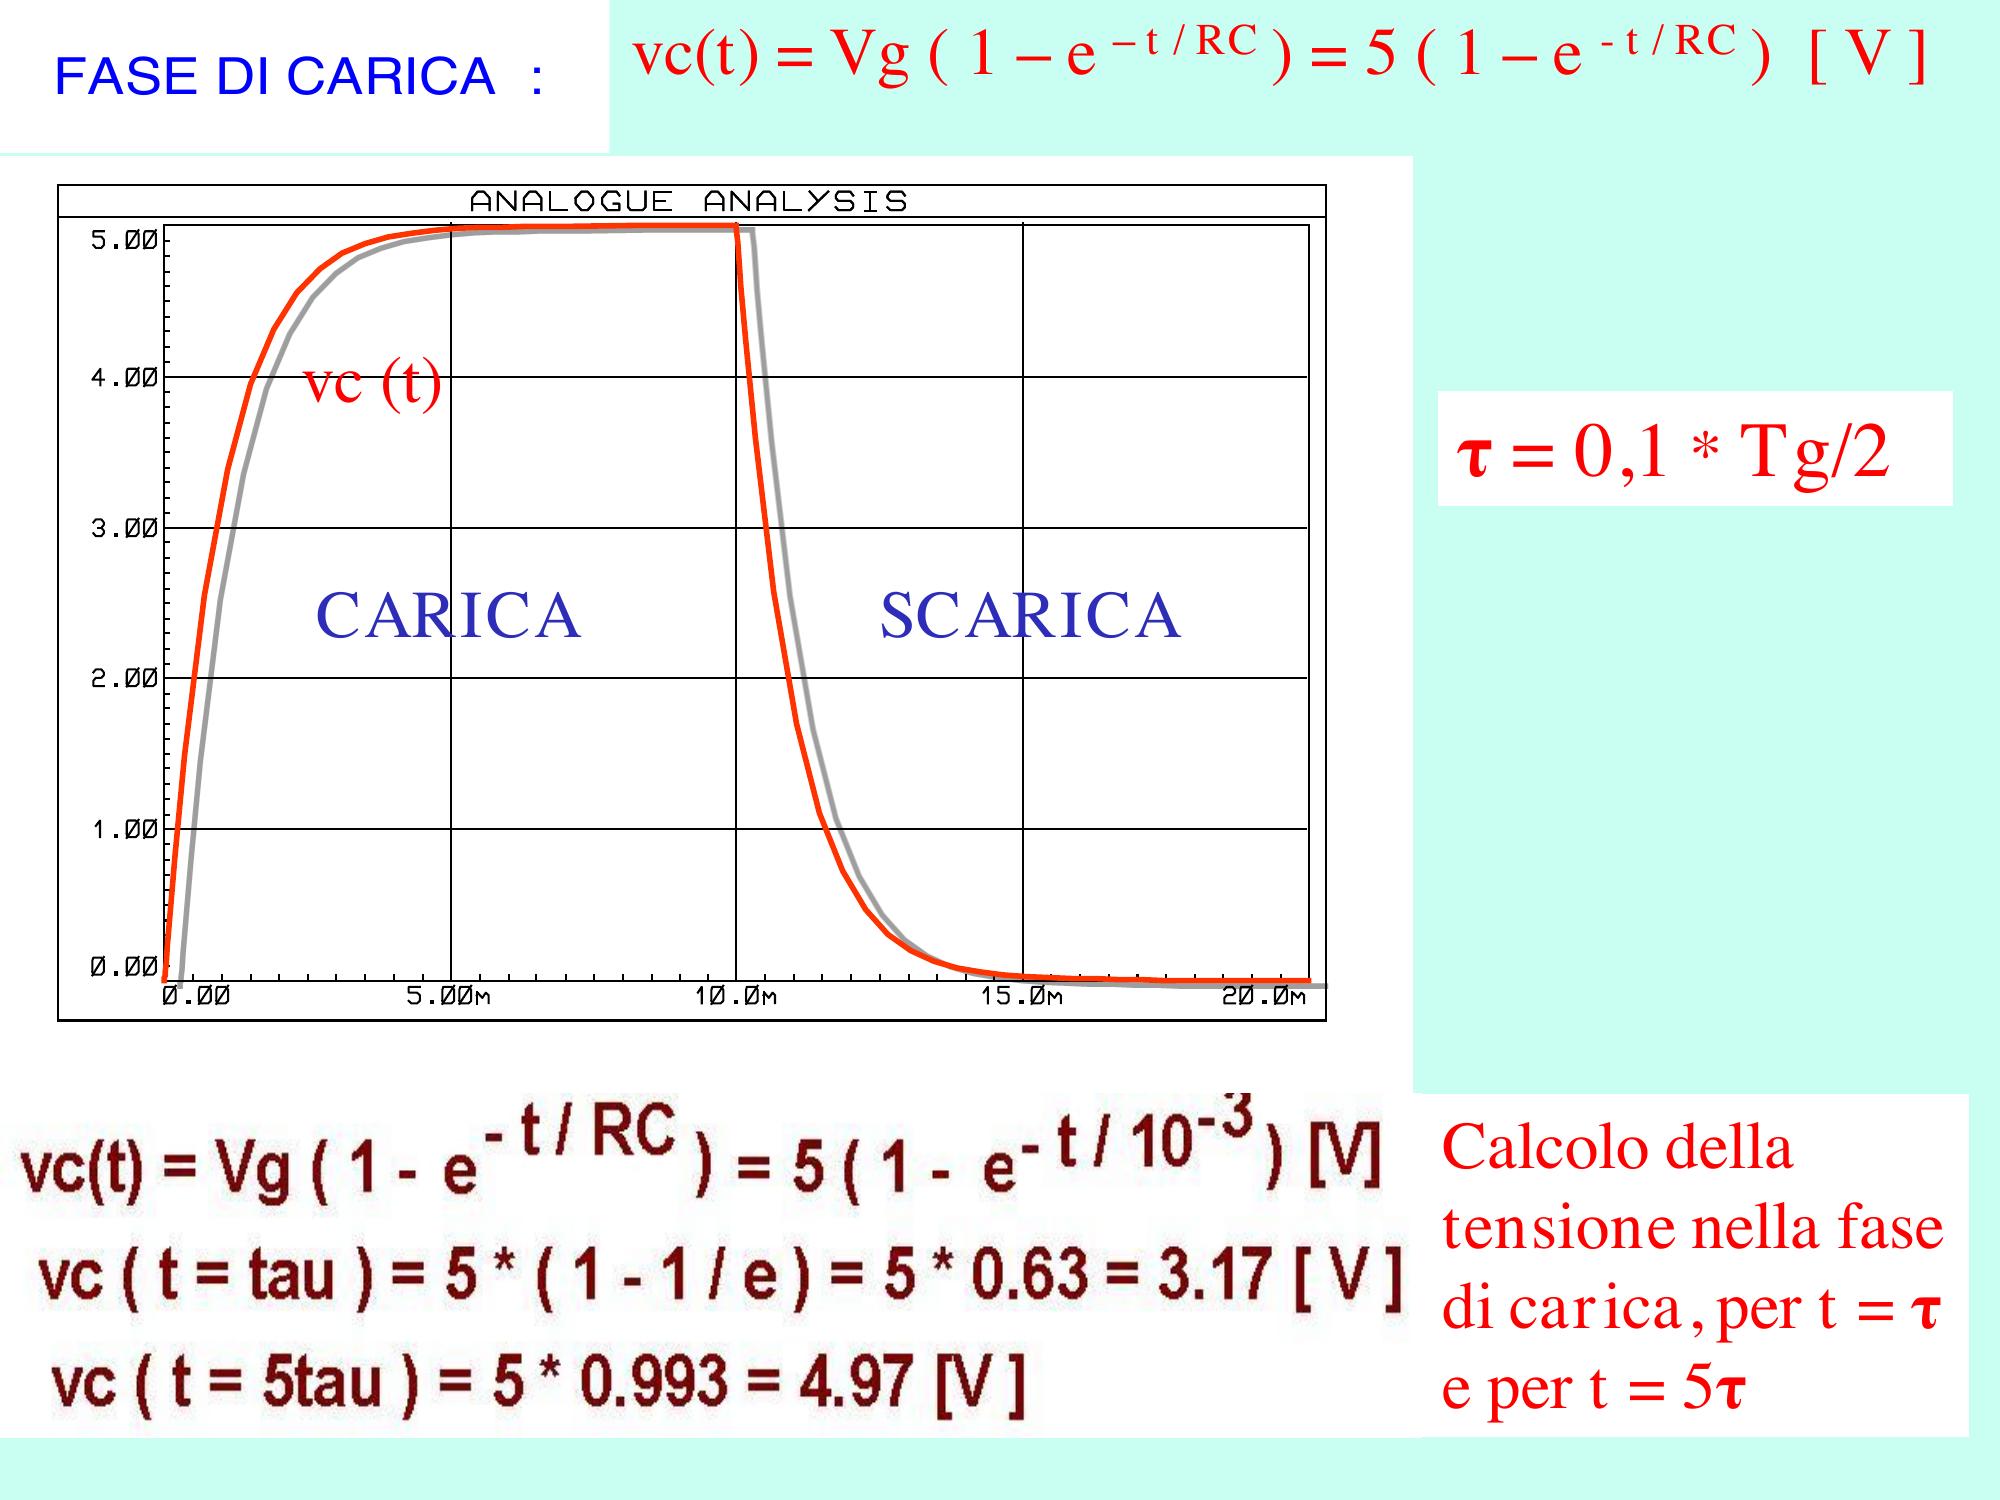 FASE DI CARICA :
vc(t) = Vg ( 1 – e – t / RC ) = 5 ( 1 – e - t / RC ) [ V ]
ANALOGUE ANALYSIS
5.00
4.00
3.00
2.00
1.00
0.00
vc (t)
CARICA
SCARICA
0.00 5.00m 10.0m 15.0m 20.0m
τ = 0,1 * Tg/2
vc(t) = Vg ( 1 - e - t / RC ) = 5 ( 1 - e - t / 10 -3 ) [V]
vc ( t = tau ) = 5 * ( 1 - 1 / e ) = 5 * 0.63 = 3.17 [ V ]
vc ( t = 5tau ) = 5 * 0.993 = 4.97 [V ]
Calcolo della
tensione nella fase
di carica, per t = τ
e per t = 5τ